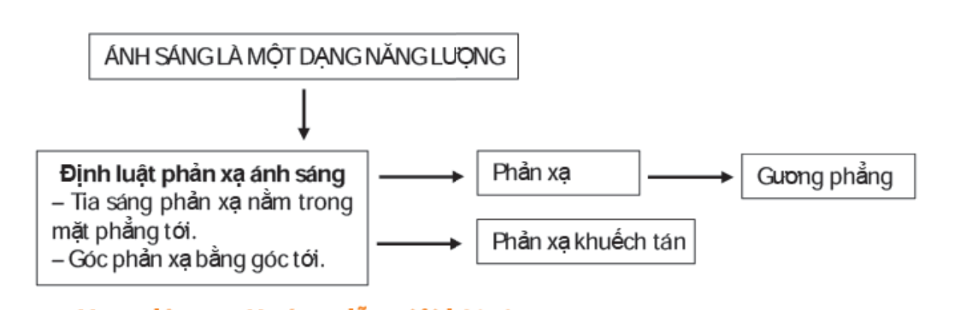 ÁNH SÁNG LÀ MỘT DẠNG NĂNG LƯỢNG
Định luật phản xạ ánh sáng
– Tia sáng phản xạ nằm trong
mặt phẳng tới.
– Góc phản xạ bằng góc tới.
Phản xạ
Gương phẳng
Phản xạ khuếch tán